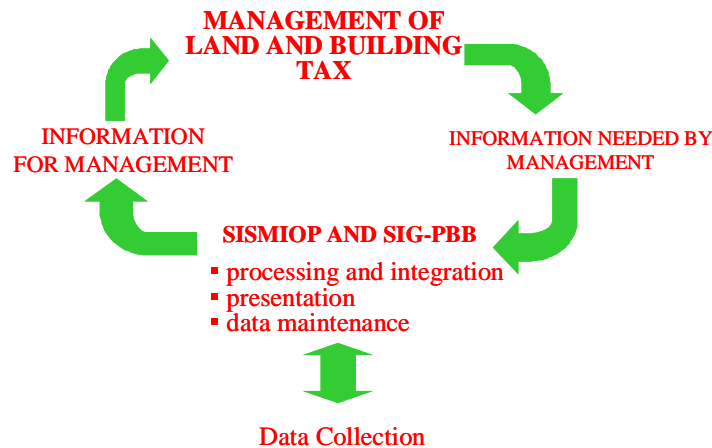 MANAGEMENT OF
LAND AND BUILDING
TAX
INFORMATION
FOR MANAGEMENT
INFORMATION NEEDED BY
MANAGEMENT
SISMIOP AND SIG-PBB
▪ processing and integration
▪ presentation
▪ data maintenance
Data Collection